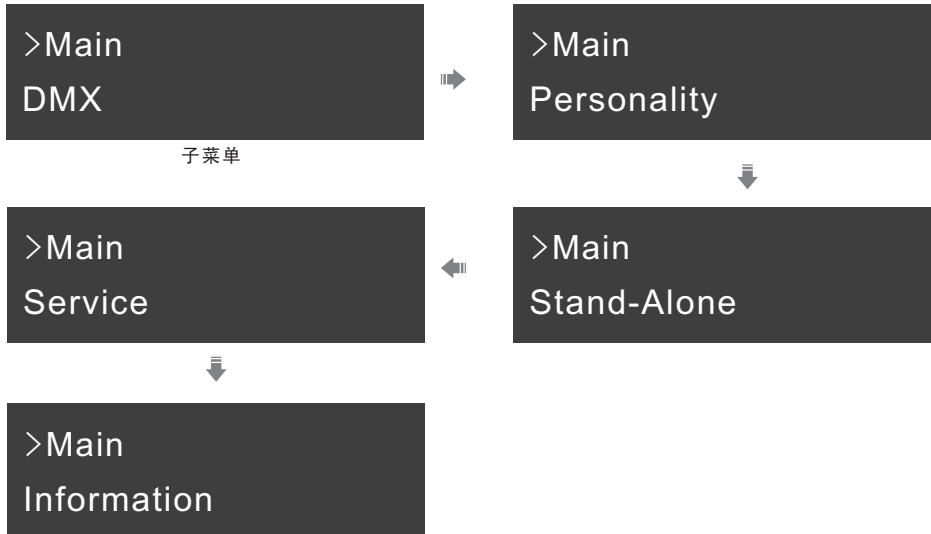 >Main
DMX
子菜单
>Main
Personality
>Main
Stand-Alone
>Main
Service
>Main
Information